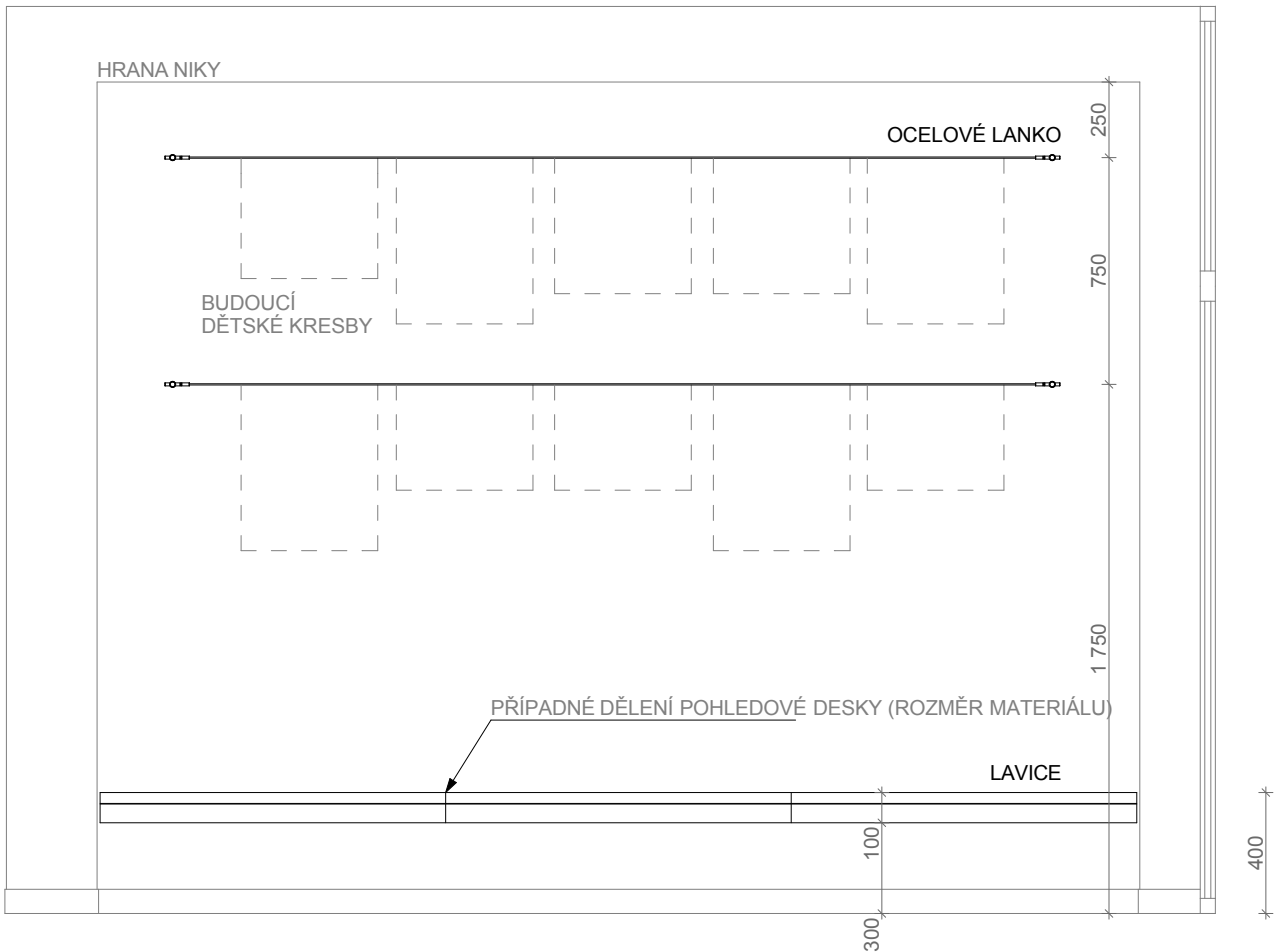 HRANA NIKY
OCELOVÉ LANKO
250
750
BUDOUCÍ
DĚTSKÉ KRESBY
1 750
PŘÍPADNÉ DĚLENÍ POHLEDOVÉ DESKY (ROZMĚR MATERIÁLU)
LAVICE
100
400
300